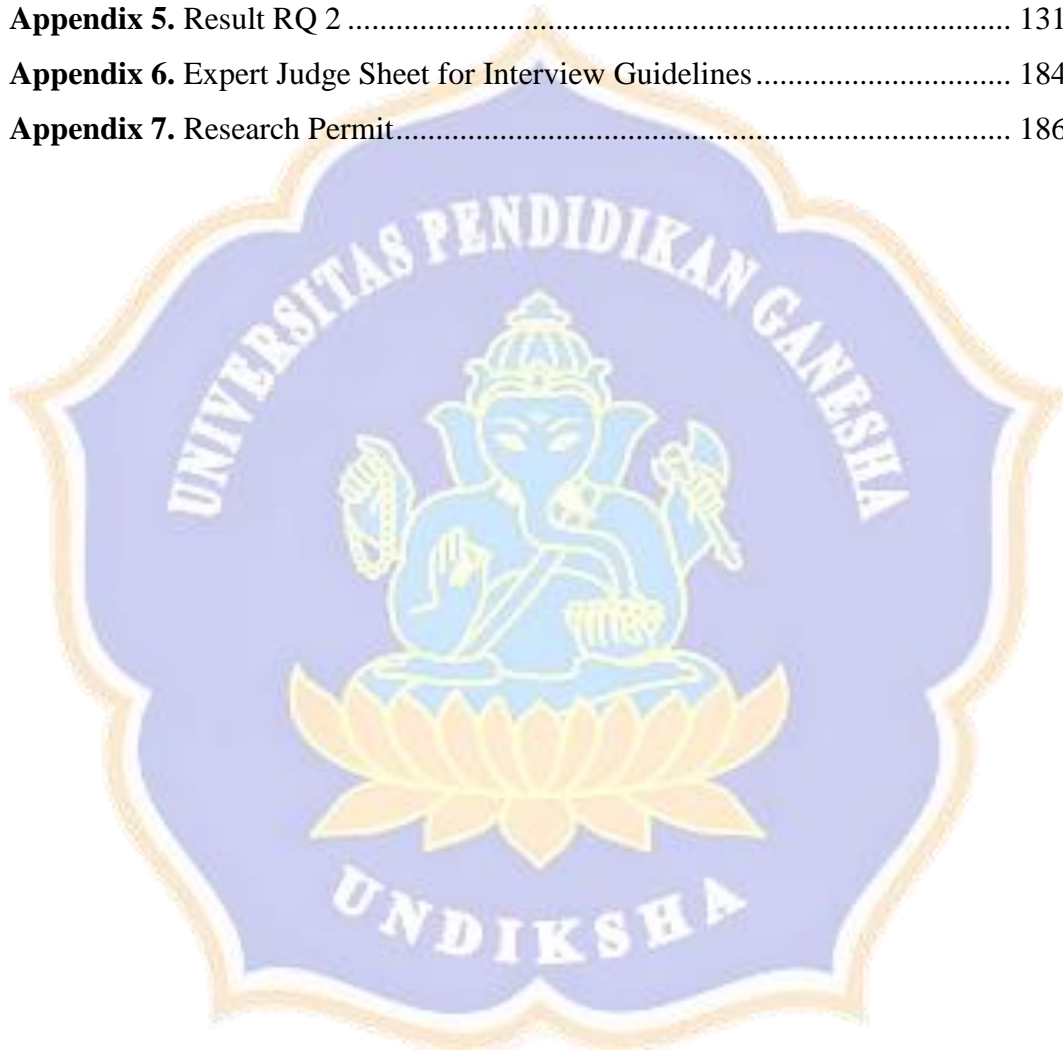 Appendix 5. Result RQ 2 ........................................................................................ 131
Appendix 6. Expert Judge Sheet for Interview Guidelines ................................. 184
Appendix 7. Research Permit................................................................................. 186
UNIVERSITAS PENDIDIKAN GANESHA
UNDIKSHA